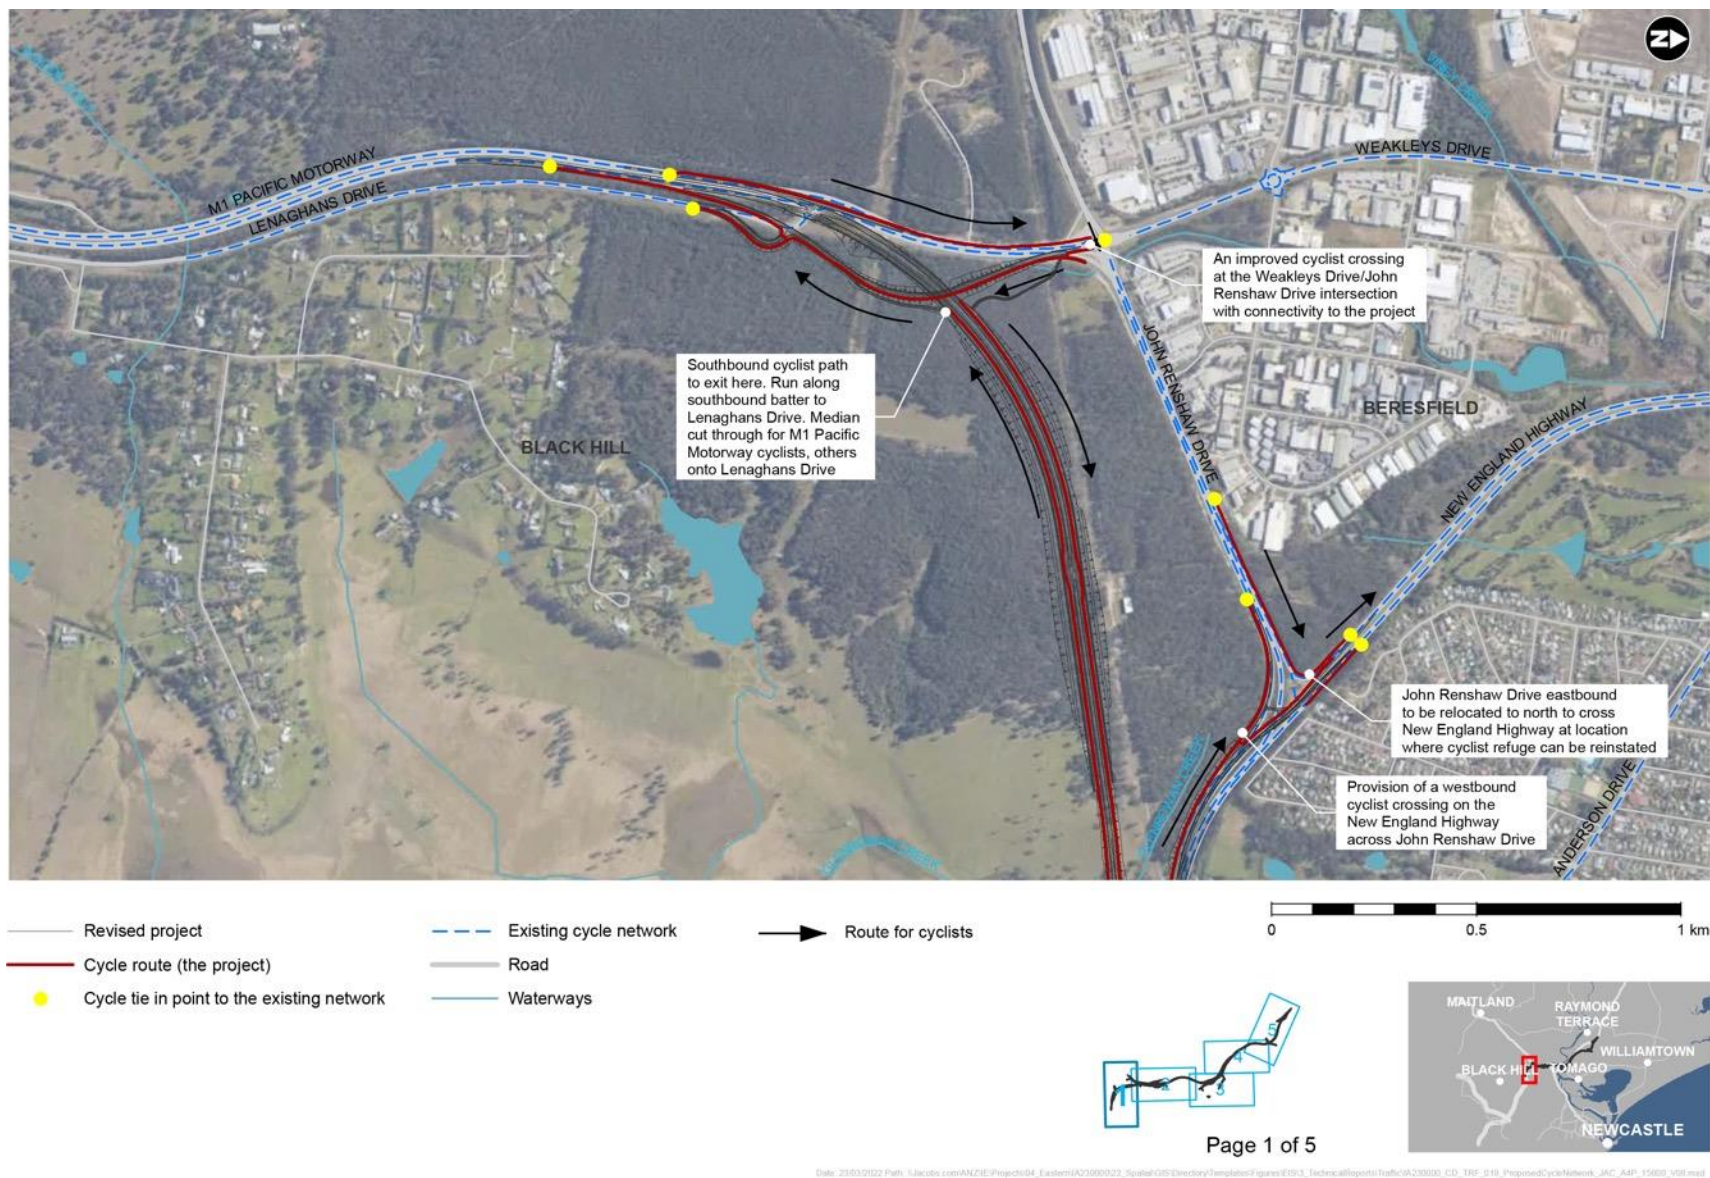 Z
M1 PACIFIC MOTORWAY
LENAGHANS DRIVE
WEAKLEYS DRIVE
An improved cyclist crossing
at the Weakleys Drive/John
Renshaw Drive intersection
with connectivity to the project
JOHN RENSHAW DRIVE
Southbound cyclist path
to exit here. Run along
southbound batter to
Lenaghans Drive. Median
cut through for M1 Pacific
Motorway cyclists, others
onto Lenaghans Drive
BLACK HILL
BERESFIELD
NEW ENGLAND HIGHWAY
John Renshaw Drive eastbound
to be relocated to north to cross
New England Highway at location
where cyclist refuge can be reinstated
Provision of a westbound
cyclist crossing on the
New England Highway
across John Renshaw Drive
ANDERSON DRIVE
Revised project
Cycle route (the project)
Cycle tie in point to the existing network
Existing cycle network
Road
Waterways
Route for cyclists
0 0.5 1 km
1
2
3
4
5
Page 1 of 5
MAITLAND
RAYMOND
TERRACE
WILLIAMTOWN
BLACK HILL
TOMAGO
NEWCASTLE